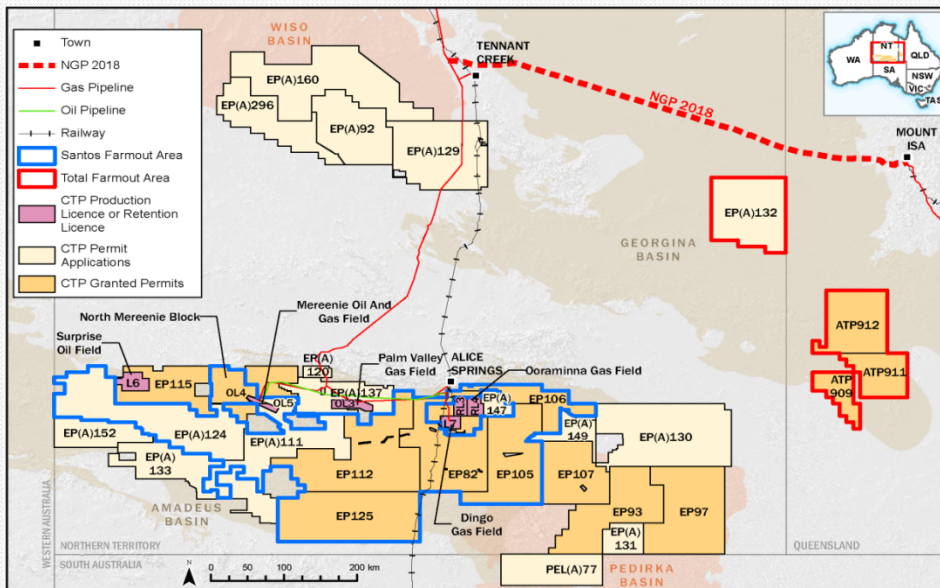 Town
NGP 2018
Gas Pipeline
Oil Pipeline
Railway
Santos Farmout Area
Total Farmout Area
CTP Production
Licence or Retention
Licence
CTP Permit
Applications
CTP Granted Permits
WISO
BASIN
TENNANT
CREEK
EP(A)160
EP(A)296
EP(A)92
EP(A)129
NGP 2018
MOUNT
ISA
WA
NT
QLD
SA
NSW
VIC
TAS
EP(A)132
GEORGINA
BASIN
ATP912
ATP911
ATP
909
Mereenie Oil And
Gas Field
North Mereenie Block
Surprise
Oil Field
Palm Valley
Gas Field
ALICE
SPRINGS
Ooraminna Gas Field
EP(A)
120
L6
EP115
OL4
OL5
EP(A)137
OL3
RL3
RL4
EP(A)
147
EP106
L7
EP(A)
149
EP(A)130
EP(A)152
EP(A)124
EP(A)111
EP(A)
133
EP112
EP82
EP105
EP107
EP125
EP93
EP97
EP(A)
131
AMADEUS
BASIN
Dingo
Gas Field
PEL(A)77
PEDIRKA
BASIN
WESTERN AUSTRALIA
NORTHERN TERRITORY
SOUTH AUSTRALIA
QUEENSLAND
N
0
100
200 km